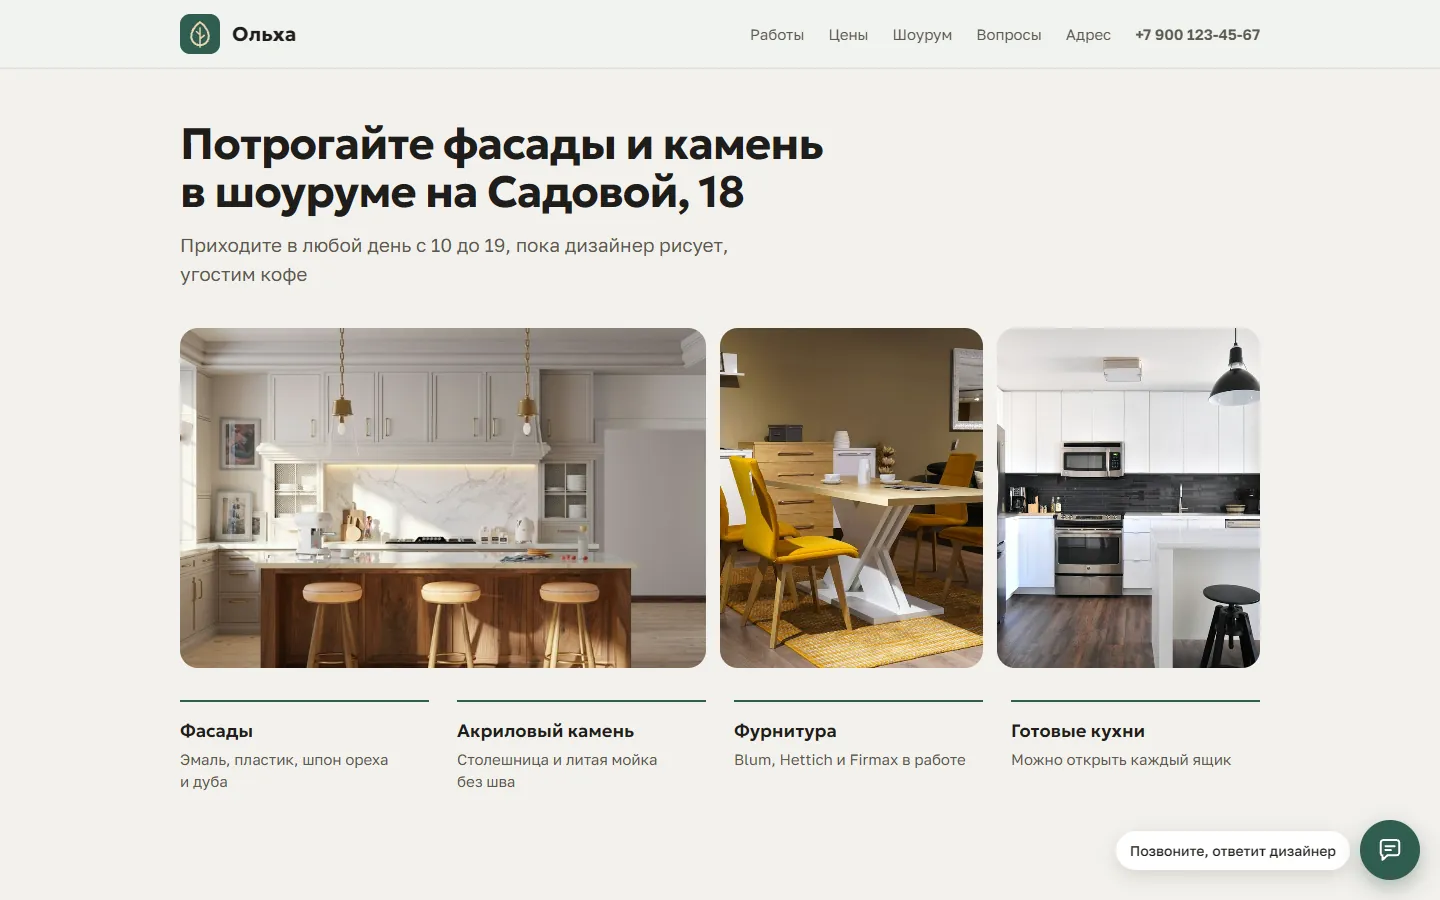 Ольха
Работы
Цены
Шоурум
Вопросы
Адрес
+7 900 123-45-67
Потрогайте фасады и камень
в шоуруме на Садовой, 18
Приходите в любой день с 10 до 19, пока дизайнер рисует,
угостим кофе
Фасады
Эмаль, пластик, шпон ореха
и дуба
Акриловый камень
Столешница и литая мойка
без шва
Фурнитура
Blum, Hettich и Firmax в работе
Готовые кухни
Можно открыть каждый ящик
Позвоните, ответит дизайнер